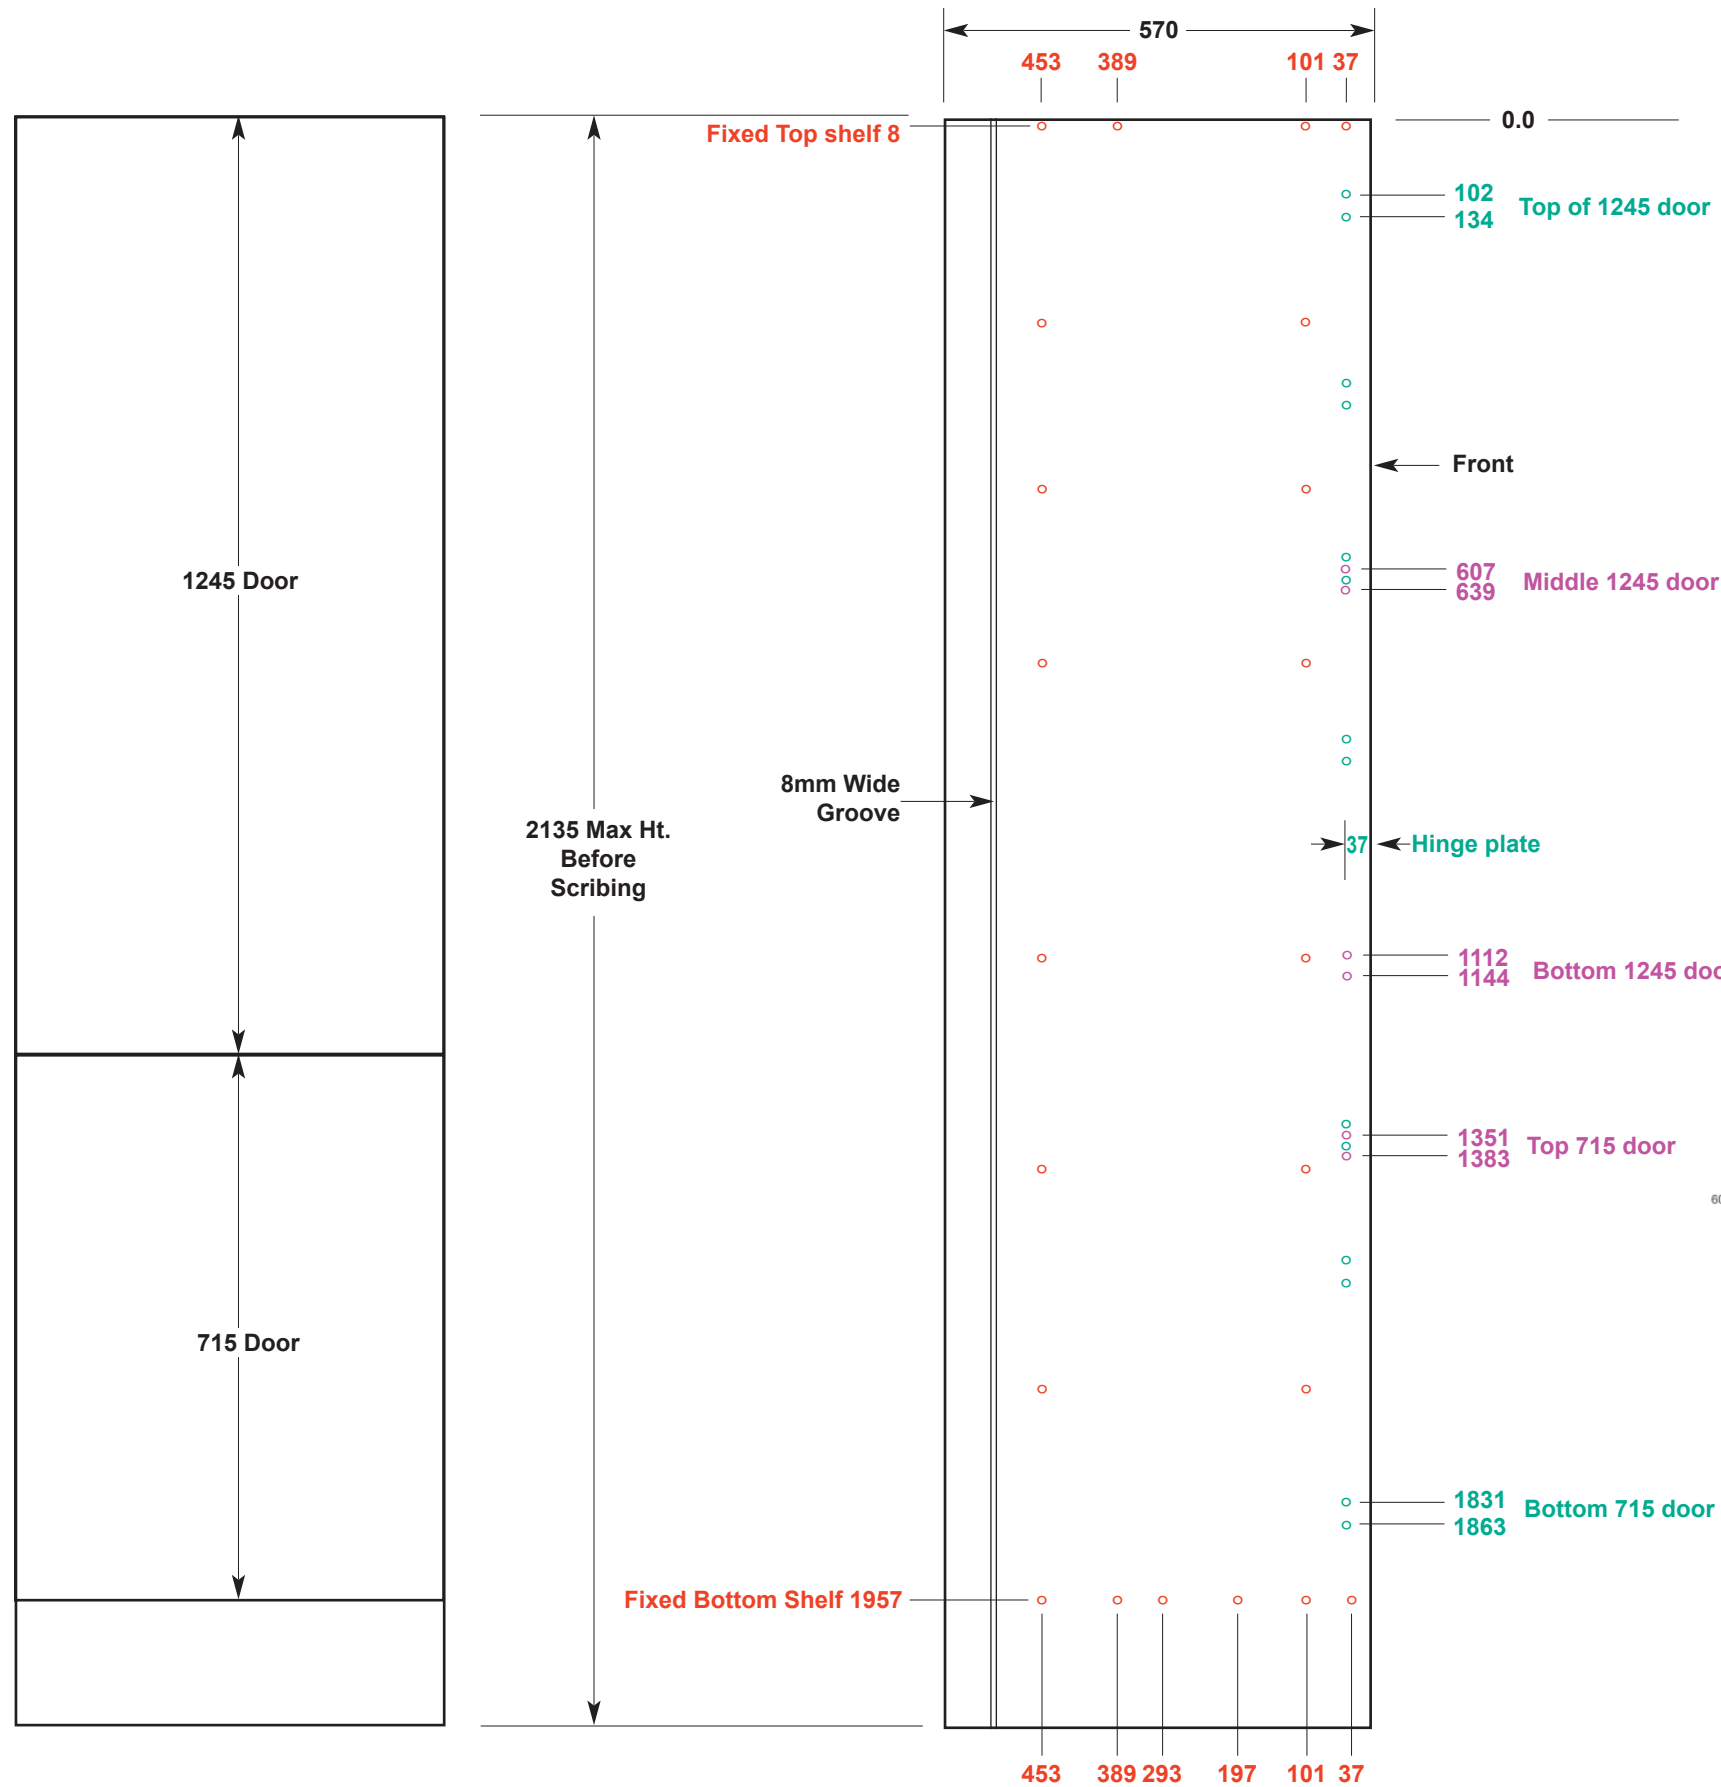 570
453 389 101 37
Fixed Top shelf 8
0.0
102
134
Top of 1245 door
Front
1245 Door
607
639
Middle 1245 door
8mm Wide
Groove
2135 Max Ht.
Before
Scribing
37
Hinge plate
1112
1144
Bottom 1245
1351
1383
Top 715 door
715 Door
1831
1863
Bottom 715 door
Fixed Bottom Shelf 1957
453 389 293 197 101 37